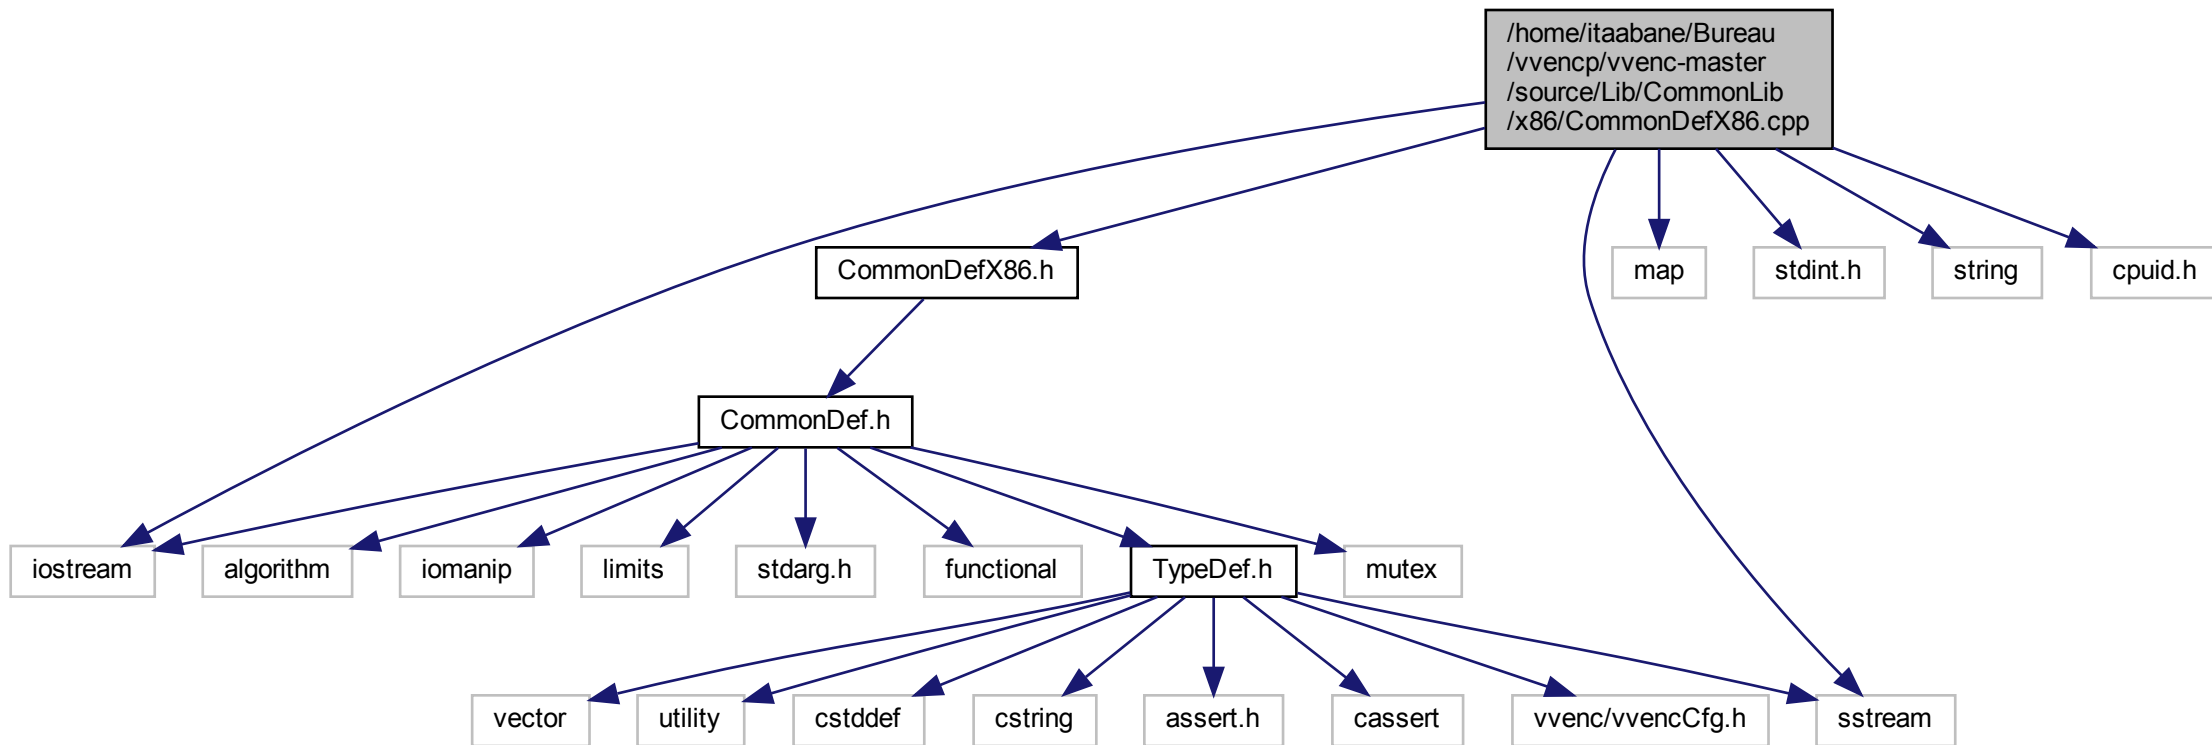 /home/itaabane/Bureau
/vvencp/vvenc-master
/source/Lib/CommonLib
/x86/CommonDefX86.cpp
CommonDefX86.h
map
stdint.h
string
cpuid.h
CommonDef.h
iostream
algorithm
iomanip
limits
stdarg.h
functional
TypeDef.h
mutex
vector
utility
cstddef
cstring
assert.h
cassert
vvenc/vvencCfg.h
sstream